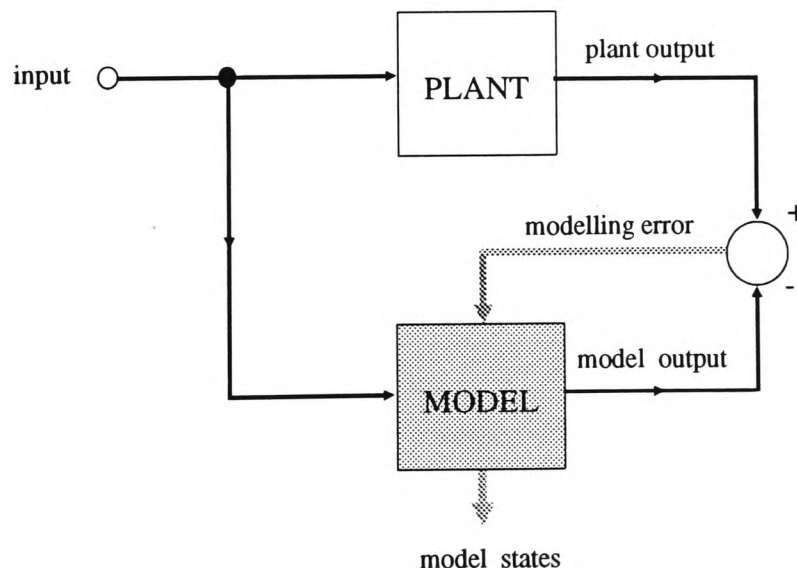 plant output
input
PLANT
+
modelling error
-
model output
MODEL
model states